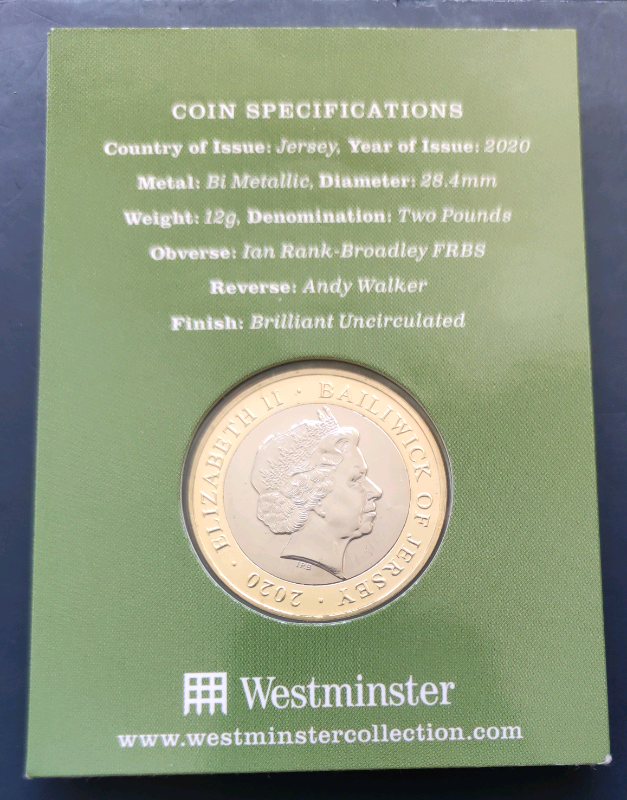 COIN SPECIFICATIONS
Country of Issue: Jersey, Year of Issue: 2020
Metal: Bi Metallic, Diameter: 28.4mm
Weight: 12g, Denomination: Two Pounds
Obverse: Ian Rank-Broadley FRBS
Reverse: Andy Walker
Finish: Brilliant Uncirculated
ELIZABETH II · BAILIWICK OF JERSEY · 2020 ·
IRB
Westminster
www.westminstercollection.com